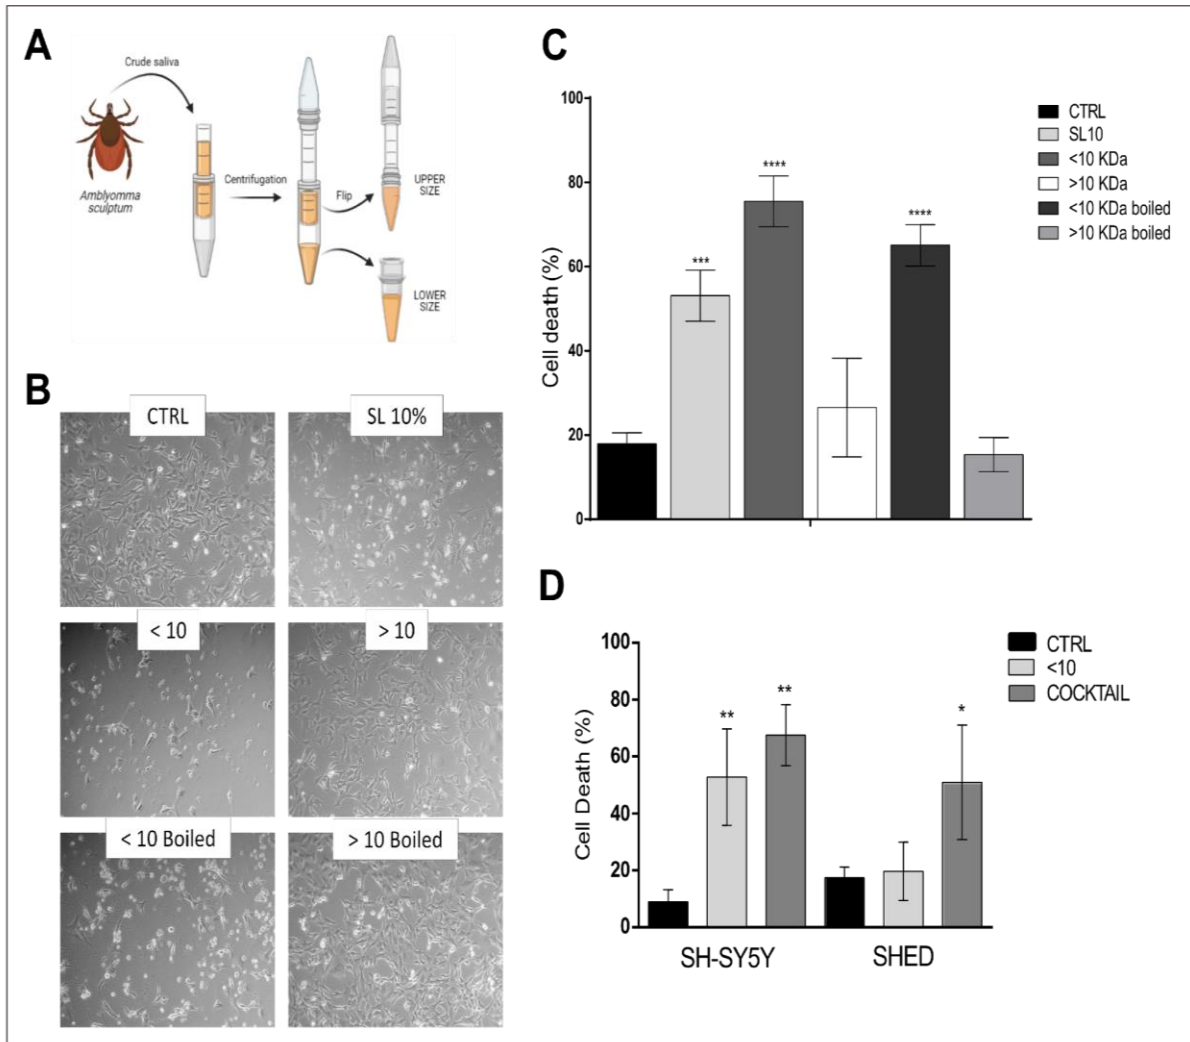 A
Crude saliva
Amblyomma
sculptum
Centrifugation
Flip
UPPER
SIZE
LOWER
SIZE
B
CTRL
SL 10%
< 10
> 10
< 10 Boiled
> 10 Boiled
C
Cell death (%)
100
80
60
40
20
0
***
****
****
CTRL
SL10
<10 KDa
>10 KDa
<10 KDa boiled
>10 KDa boiled
D
Cell Death (%)
100
80
60
40
20
0
**
**
*
SH-SY5Y
SHED
CTRL
<10
COCKTAIL